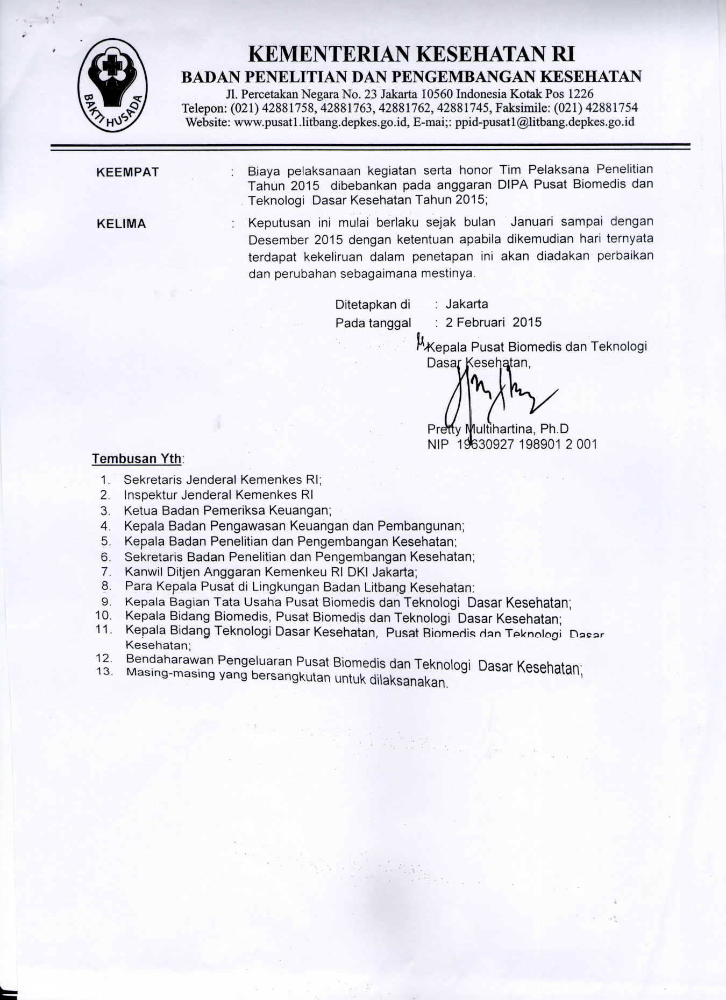 KEMENTERIAN KESEHATAN RI
BADAN PENELITIAN DAN PENGEMBANGAN KESEHATAN
Jl. Percetakan Negara No. 23 Jakarta 10560 Indonesia Kotak Pos 1226
Telepon: (021) 42881758, 42881763, 42881762, 42881745, Faksimile: (021) 42881754
Website: www.pusat1.litbang.depkes.go.id, E-mai;: ppid-pusat1@litbang.depkes.go.id
BAKTI HUSADA
KEEMPAT : Biaya pelaksanaan kegiatan serta honor Tim Pelaksana Penelitian
Tahun 2015 dibebankan pada anggaran DIPA Pusat Biomedis dan
Teknologi Dasar Kesehatan Tahun 2015;
KELIMA : Keputusan ini mulai berlaku sejak bulan Januari sampai dengan
Desember 2015 dengan ketentuan apabila dikemudian hari ternyata
terdapat kekeliruan dalam penetapan ini akan diadakan perbaikan
dan perubahan sebagaimana mestinya.
Ditetapkan di : Jakarta
Pada tanggal : 2 Februari 2015
Kepala Pusat Biomedis dan Teknologi
Dasar Kesehatan,
Pretty Multihartina, Ph.D
NIP 19630927 198901 2 001
Tembusan Yth:
1. Sekretaris Jenderal Kemenkes RI;
2. Inspektur Jenderal Kemenkes RI
3. Ketua Badan Pemeriksa Keuangan;
4. Kepala Badan Pengawasan Keuangan dan Pembangunan;
5. Kepala Badan Penelitian dan Pengembangan Kesehatan;
6. Sekretaris Badan Penelitian dan Pengembangan Kesehatan;
7. Kanwil Ditjen Anggaran Kemenkeu RI DKI Jakarta;
8. Para Kepala Pusat di Lingkungan Badan Litbang Kesehatan;
9. Kepala Bagian Tata Usaha Pusat Biomedis dan Teknologi Dasar Kesehatan;
10. Kepala Bidang Biomedis, Pusat Biomedis dan Teknologi Dasar Kesehatan;
11. Kepala Bidang Teknologi Dasar Kesehatan, Pusat Biomedis dan Teknologi Dasar
Kesehatan;
12. Bendaharawan Pengeluaran Pusat Biomedis dan Teknologi Dasar Kesehatan;
13. Masing-masing yang bersangkutan untuk dilaksanakan.